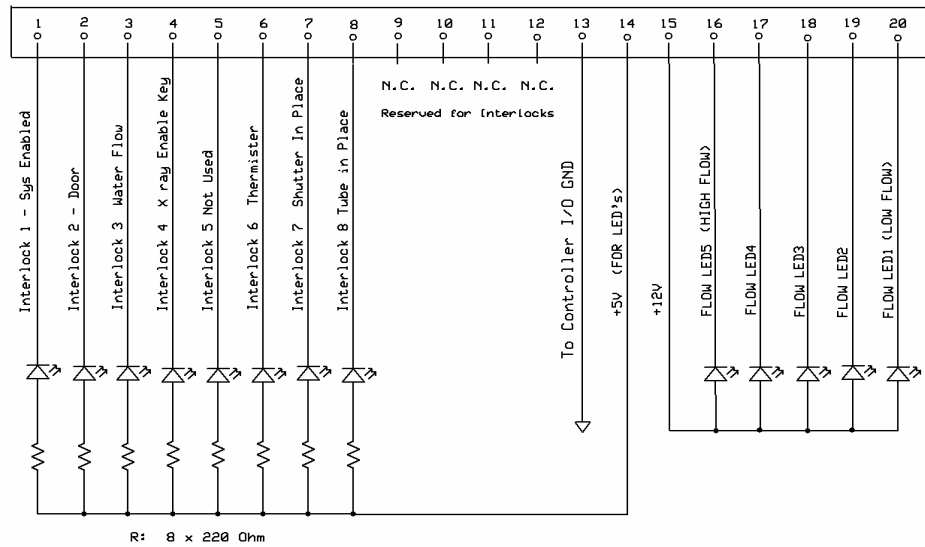 1 2 3 4 5 6 7 8 9 10 11 12 13 14 15 16 17 18 19 20
N.C. N.C. N.C. N.C.
Reserved for Interlocks
Interlock 1 - Sys Enabled
Interlock 2 - Door
Interlock 3 Water Flow
Interlock 4 X ray Enable Key
Interlock 5 Not Used
Interlock 6 Thermister
Interlock 7 Shutter In Place
Interlock 8 Tube in Place
To Controller I/O GND
+5V (FOR LED's)
+12V
FLOW LED5 (HIGH FLOW)
FLOW LED4
FLOW LED3
FLOW LED2
FLOW LED1 (LOW FLOW)
R: 8 x 220 Ohm